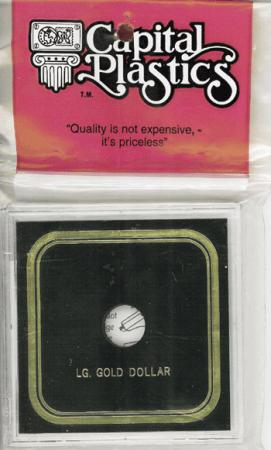 Capital
Plastics
T.M.
"Quality is not expensive, -
it's priceless"
LG. GOLD DOLLAR